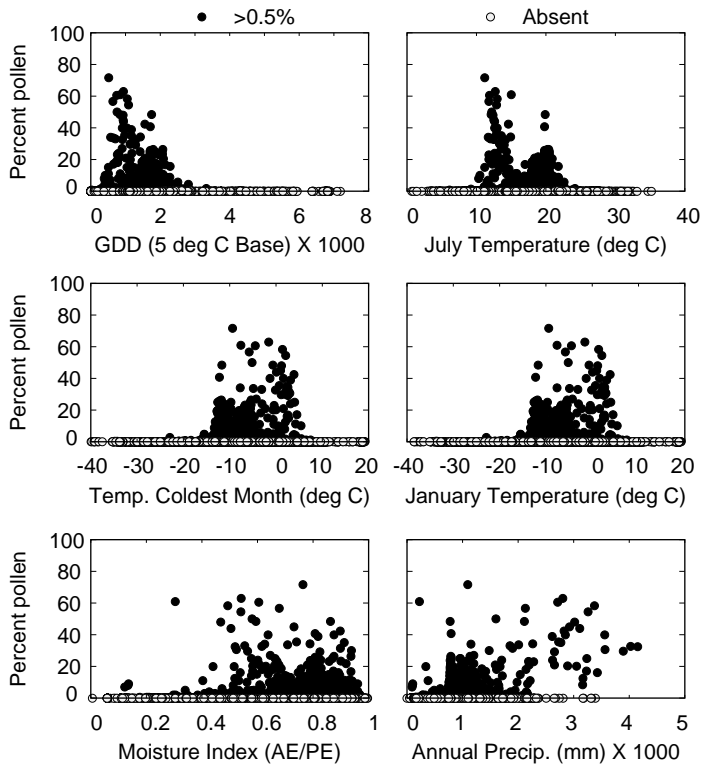 >0.5% Absent
Percent pollen
100
80
60
40
20
0
0 2 4 6 8
GDD (5 deg C Base) X 1000
0 10 20 30 40
July Temperature (deg C)
Percent pollen
100
80
60
40
20
0
-40 -30 -20 -10 0 10 20
Temp. Coldest Month (deg C)
-40 -30 -20 -10 0 10 20
January Temperature (deg C)
Percent pollen
100
80
60
40
20
0
0 0.2 0.4 0.6 0.8 1
Moisture Index (AE/PE)
0 1 2 3 4 5
Annual Precip. (mm) X 1000